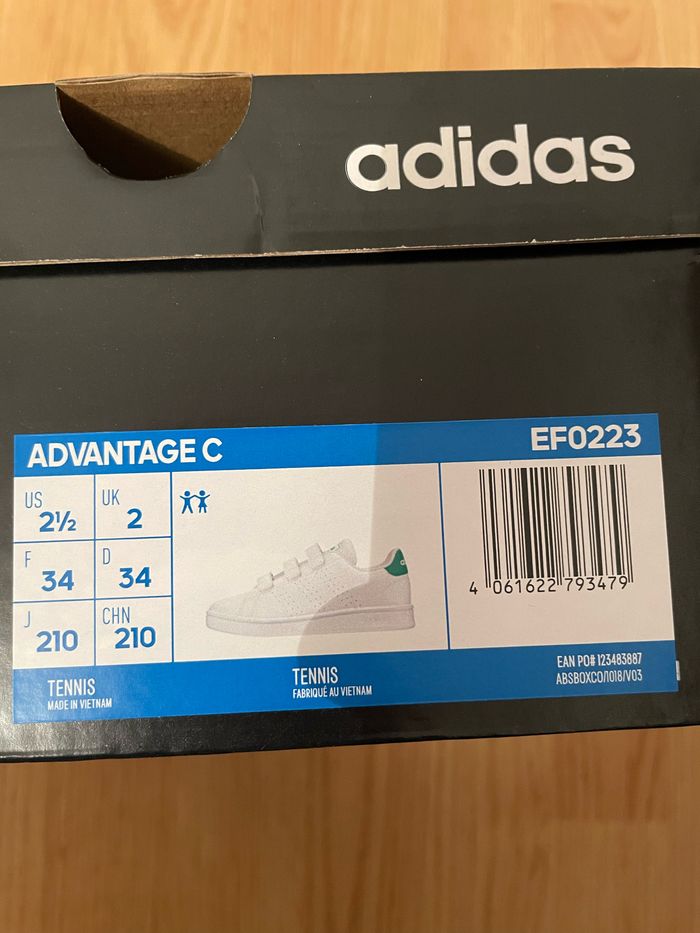 adidas
ADVANTAGE C
EF0223
US
2½
UK
2
F
34
D
34
J
210
CHN
210
4 061622 793479
TENNIS
MADE IN VIETNAM
TENNIS
FABRIQUÉ AU VIETNAM
EAN PO# 123483887
ABSBOXCO/1018/V03